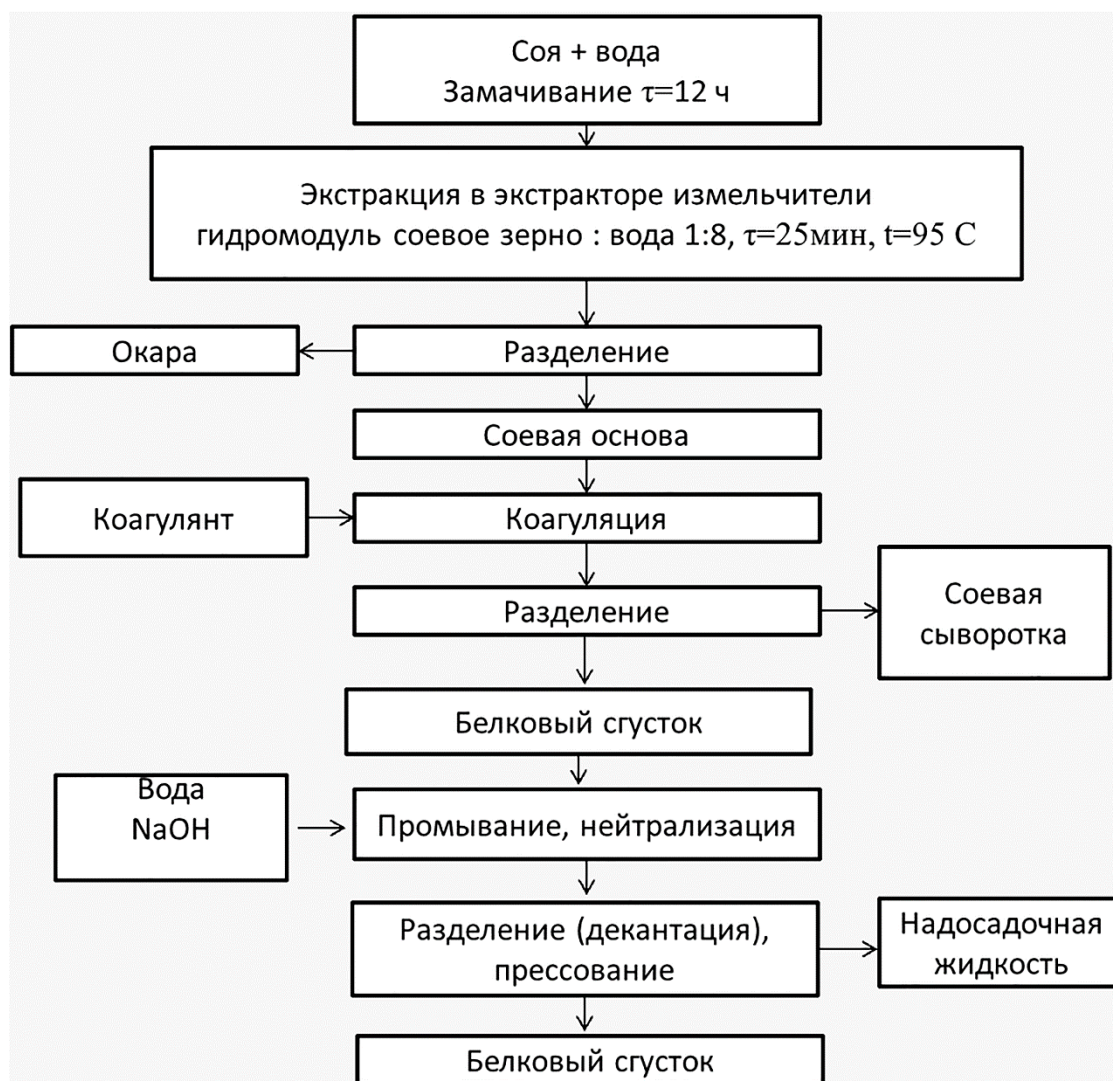 Соя + вода
Замачивание τ=12 ч
Экстракция в экстракторе измельчители
гидромодуль соевое зерно : вода 1:8, τ=25мин, t=95 С
Окара
Разделение
Соевая основа
Коагулянт
Коагуляция
Разделение
Соевая
сыворотка
Белковый сгусток
Вода
NaOH
Промывание, нейтрализация
Разделение (декантация),
прессование
Надосадочная
жидкость
Белковый сгусток